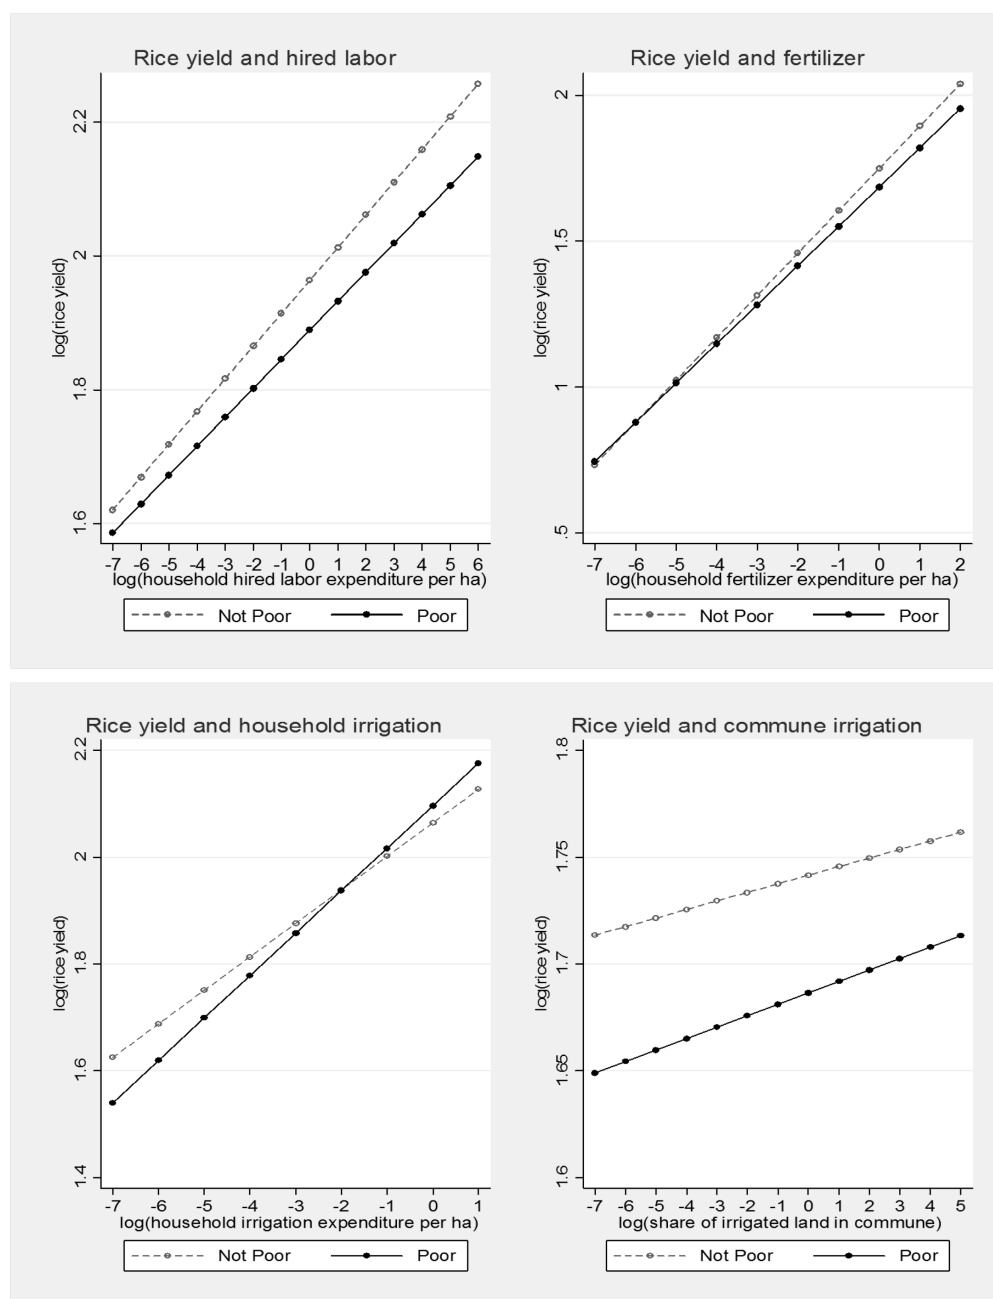 Rice yield and hired labor
log(rice yield)
2.2
2
1.8
1.6
-7 -6 -5 -4 -3 -2 -1 0 1 2 3 4 5 6
log(household hired labor expenditure per ha)
Not Poor Poor
Rice yield and fertilizer
log(rice yield)
2
1.5
1
.5
-7 -6 -5 -4 -3 -2 -1 0 1 2
log(household fertilizer expenditure per ha)
Not Poor Poor
Rice yield and household irrigation
log(rice yield)
2.2
2
1.8
1.6
1.4
-7 -6 -5 -4 -3 -2 -1 0 1
log(household irrigation expenditure per ha)
Not Poor Poor
Rice yield and commune irrigation
log(rice yield)
1.8
1.75
1.7
1.65
1.6
-7 -6 -5 -4 -3 -2 -1 0 1 2 3 4 5
log(share of irrigated land in commune)
Not Poor Poor